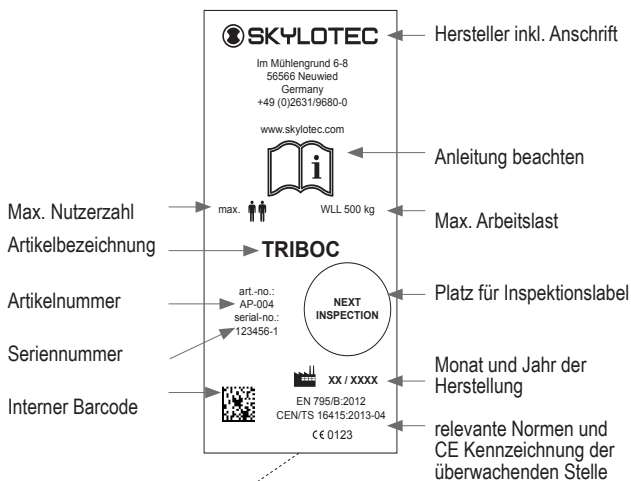 SKYLOTEC
Hersteller inkl. Anschrift
Im Mühlengrund 6-8
56566 Neuwied
Germany
+49 (0)2631/9680-0
www.skylotec.com
i
Anleitung beachten
Max. Nutzerzahl
max.
WLL 500 kg
Max. Arbeitslast
Artikelbezeichnung
TRIBOC
Artikelnummer
art.-no.:
AP-004
serial-no.:
123456-1
NEXT
INSPECTION
Platz für Inspektionslabel
Seriennummer
XX / XXXX
Monat und Jahr der
Herstellung
Interner Barcode
EN 795/B:2012
CEN/TS 16415:2013-04
CE 0123
relevante Normen und
CE Kennzeichnung der
überwachenden Stelle